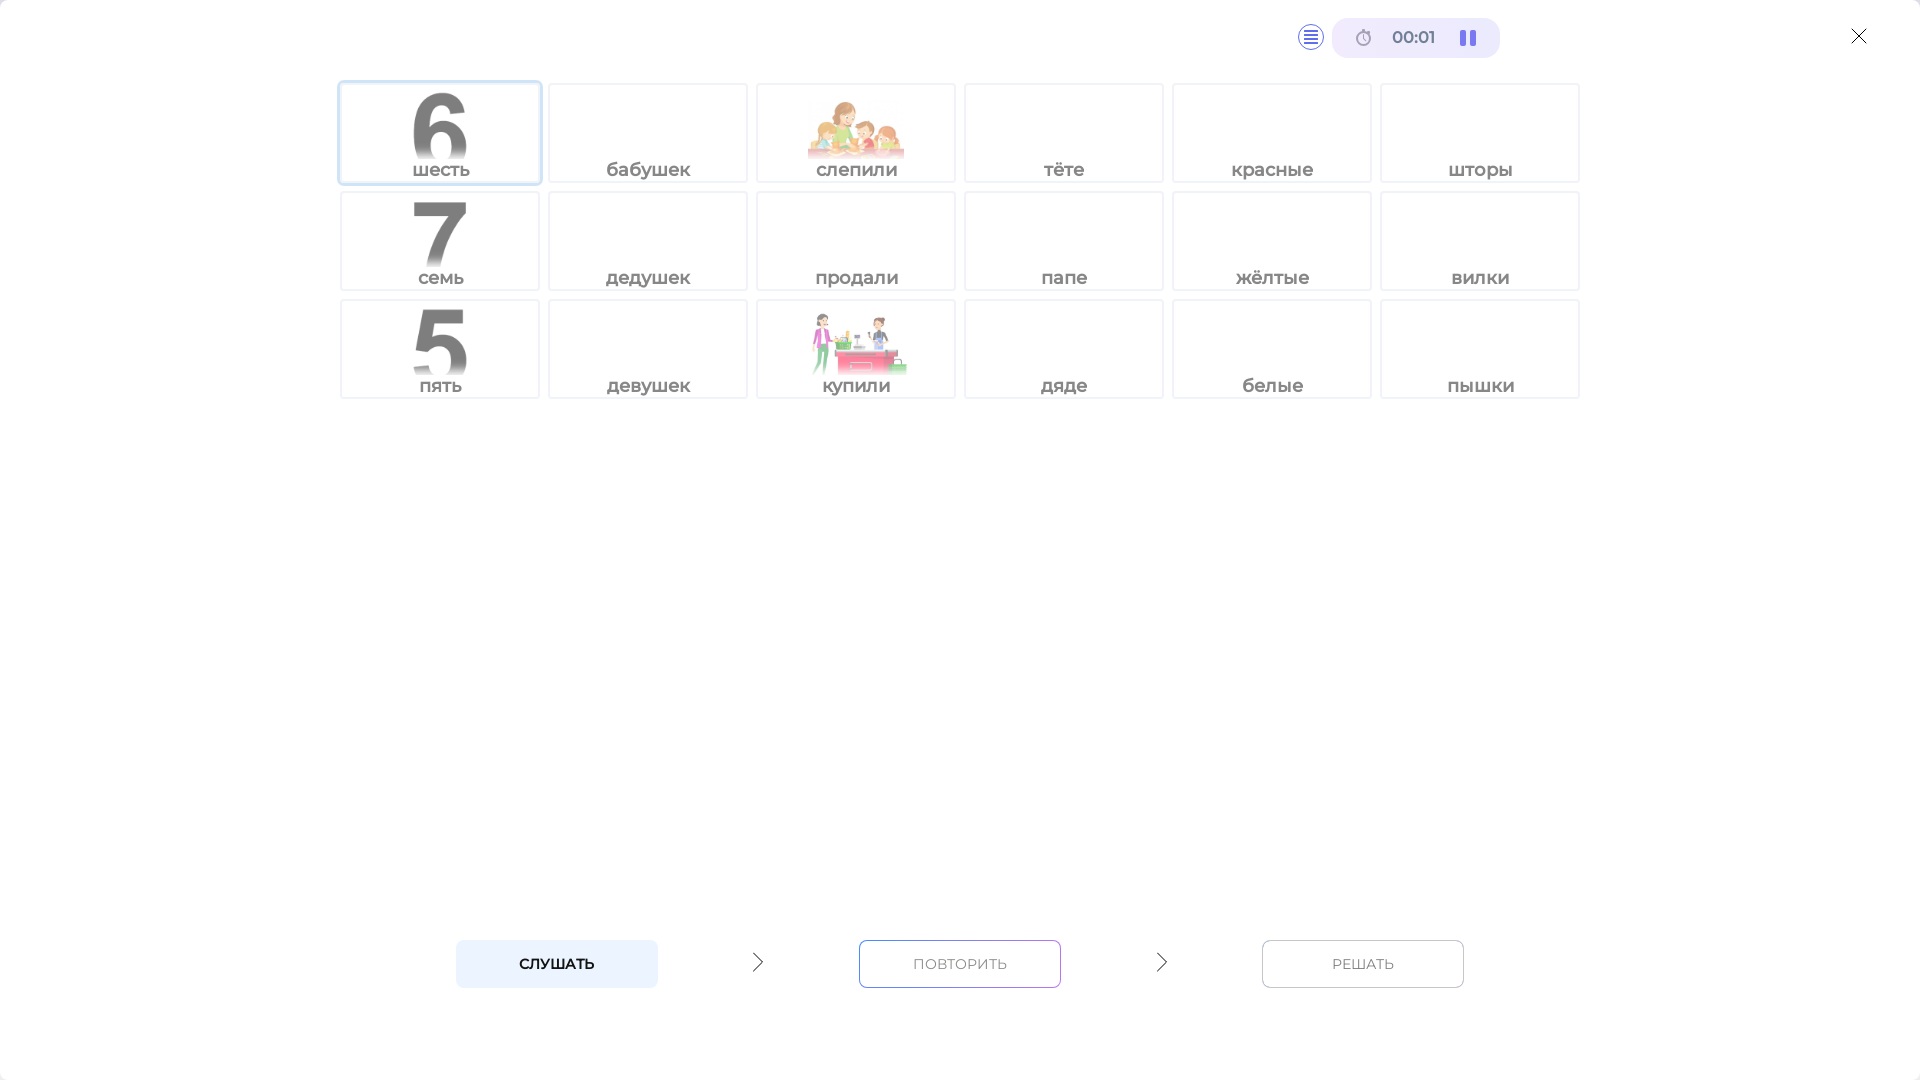 00:01
6
шесть бабушек слепили тёте красные шторы
7
семь дедушек продали папе жёлтые вилки
5
пять девушек купили дяде белые пышки
СЛУШАТЬ ПОВТОРИТЬ РЕШАТЬ